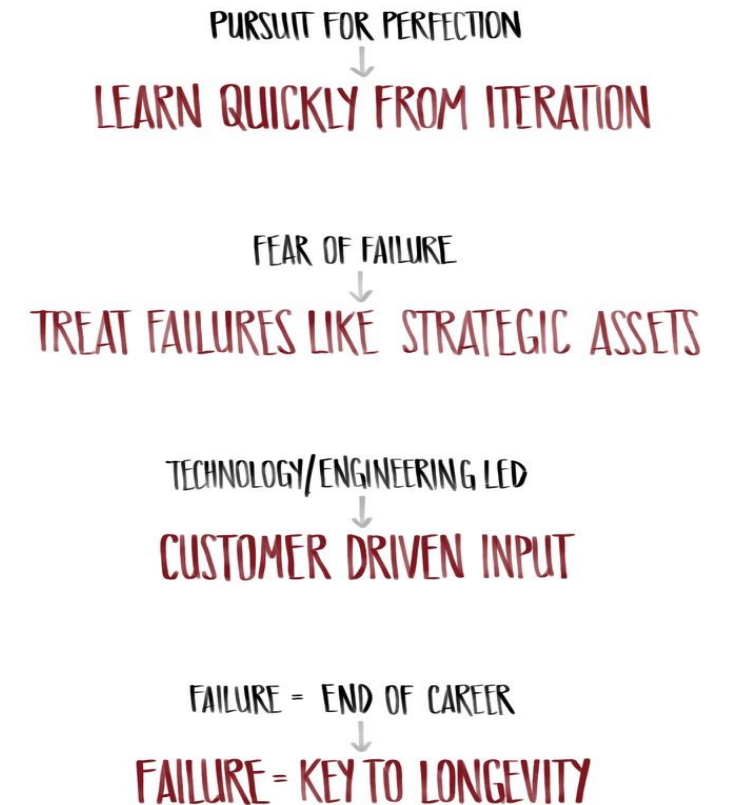 PURSUIT FOR PERFECTION
LEARN QUICKLY FROM ITERATION
FEAR OF FAILURE
TREAT FAILURES LIKE STRATEGIC ASSETS
TECHNOLOGY/ENGINEERING LED
CUSTOMER DRIVEN INPUT
FAILURE = END OF CAREER
FAILURE = KEY TO LONGEVITY